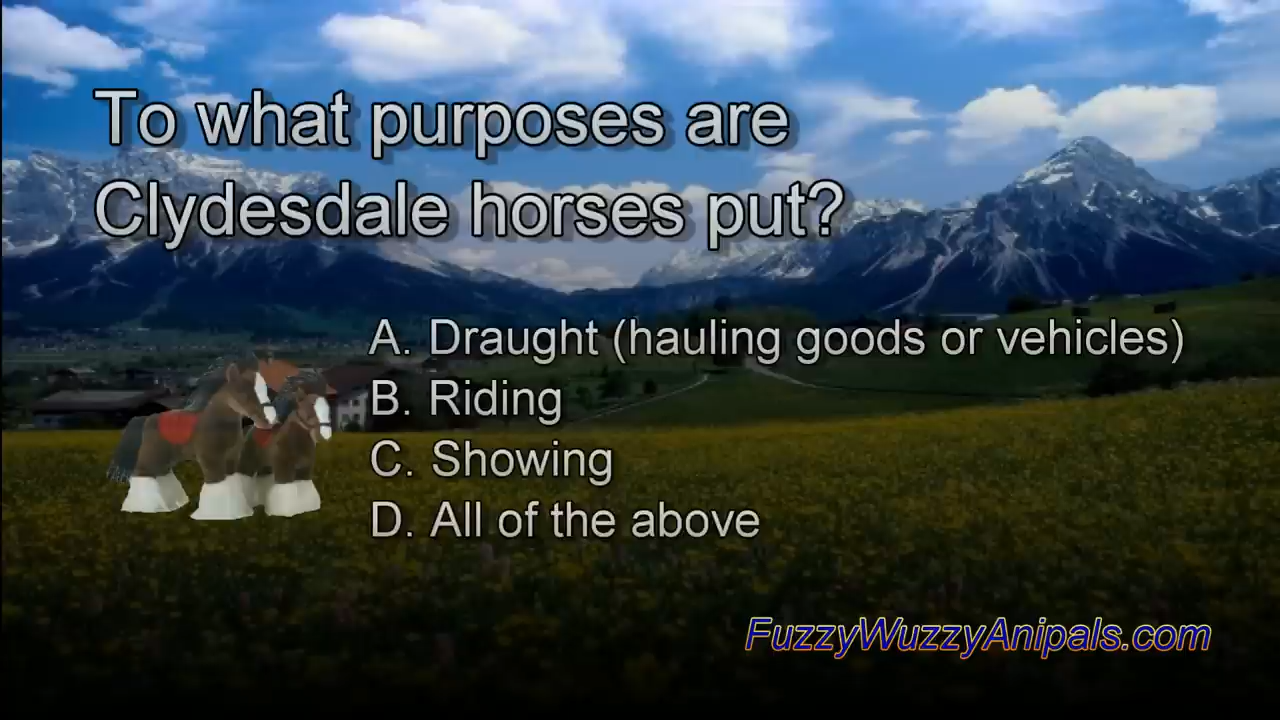 To what purposes are
Clydesdale horses put?
A. Draught (hauling goods or vehicles)
B. Riding
C. Showing
D. All of the above
FuzzyWuzzyAnipals.com